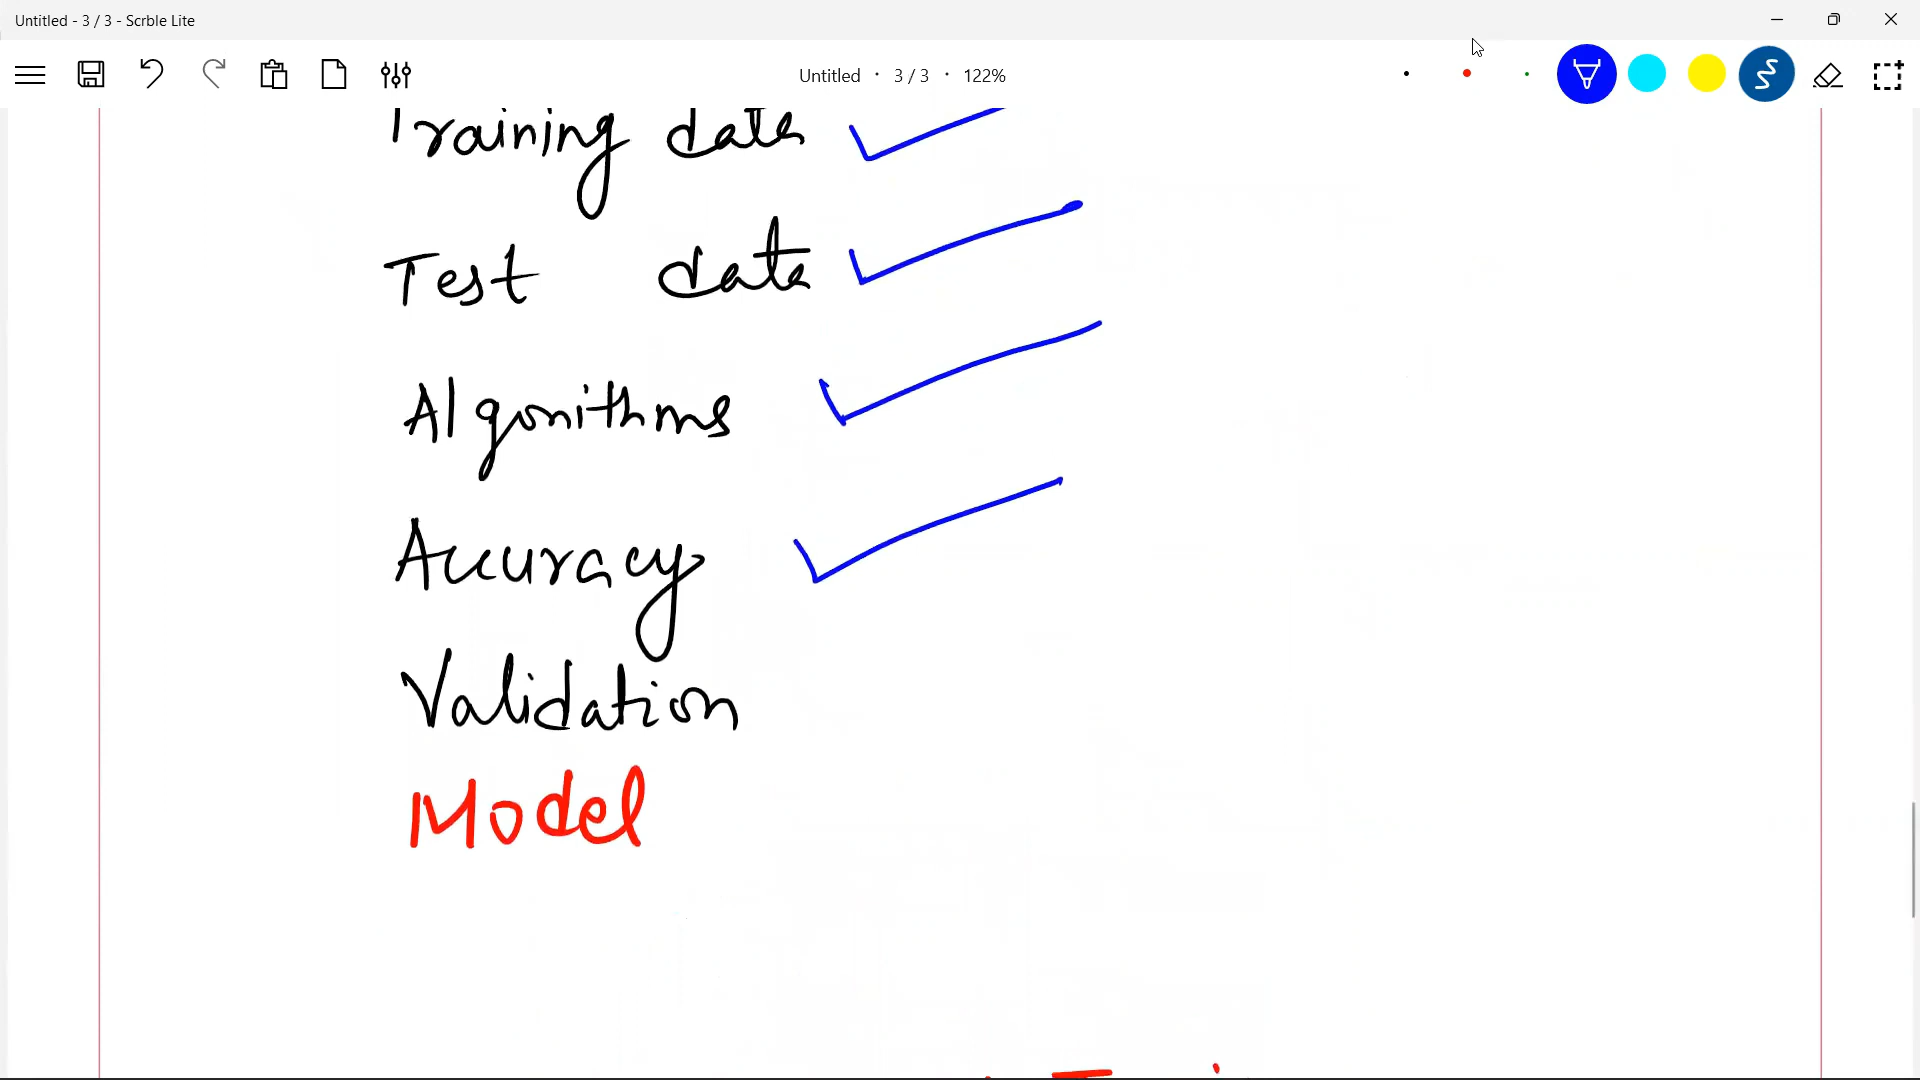 Untitled - 3 / 3 - Scrble Lite
Untitled · 3 / 3 · 122%
Training data
Test data
Algorithms
Accuracy
Validation
Model